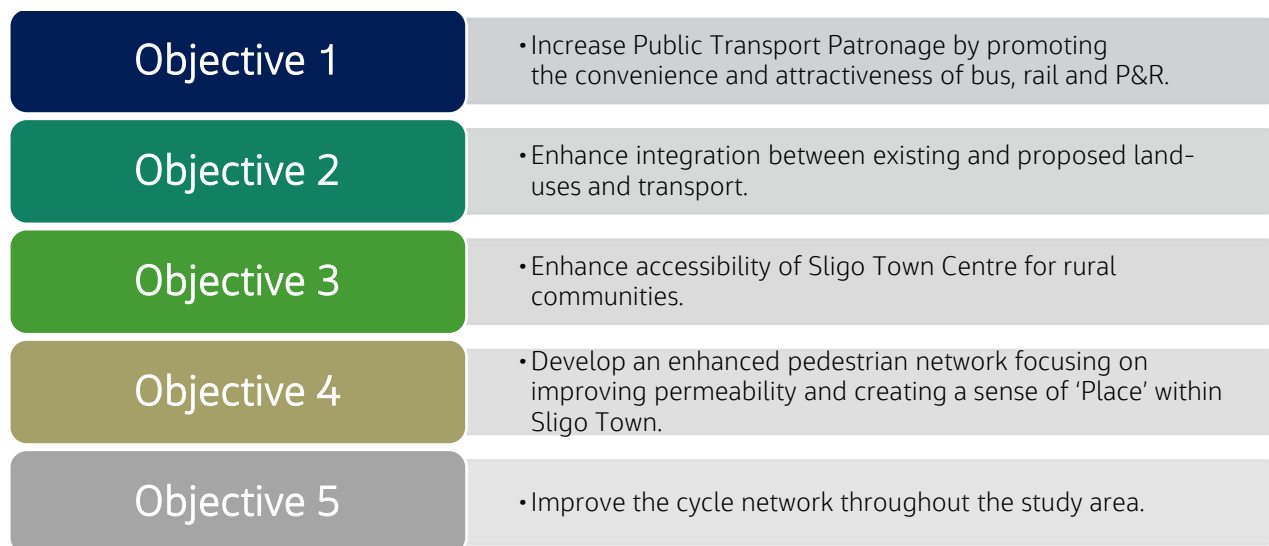 Objective 1
•Increase Public Transport Patronage by promoting
the convenience and attractiveness of bus, rail and P&R.
Objective 2
•Enhance integration between existing and proposed land-
uses and transport.
Objective 3
•Enhance accessibility of Sligo Town Centre for rural
communities.
Objective 4
•Develop an enhanced pedestrian network focusing on
improving permeability and creating a sense of ‘Place’ within
Sligo Town.
Objective 5
•Improve the cycle network throughout the study area.